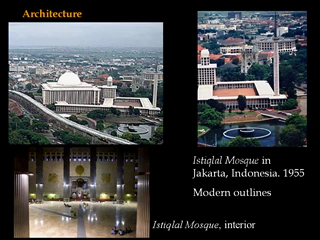 Architecture
Istiqlal Mosque in
Jakarta, Indonesia. 1955
Modern outlines
Istiqlal Mosque, interior